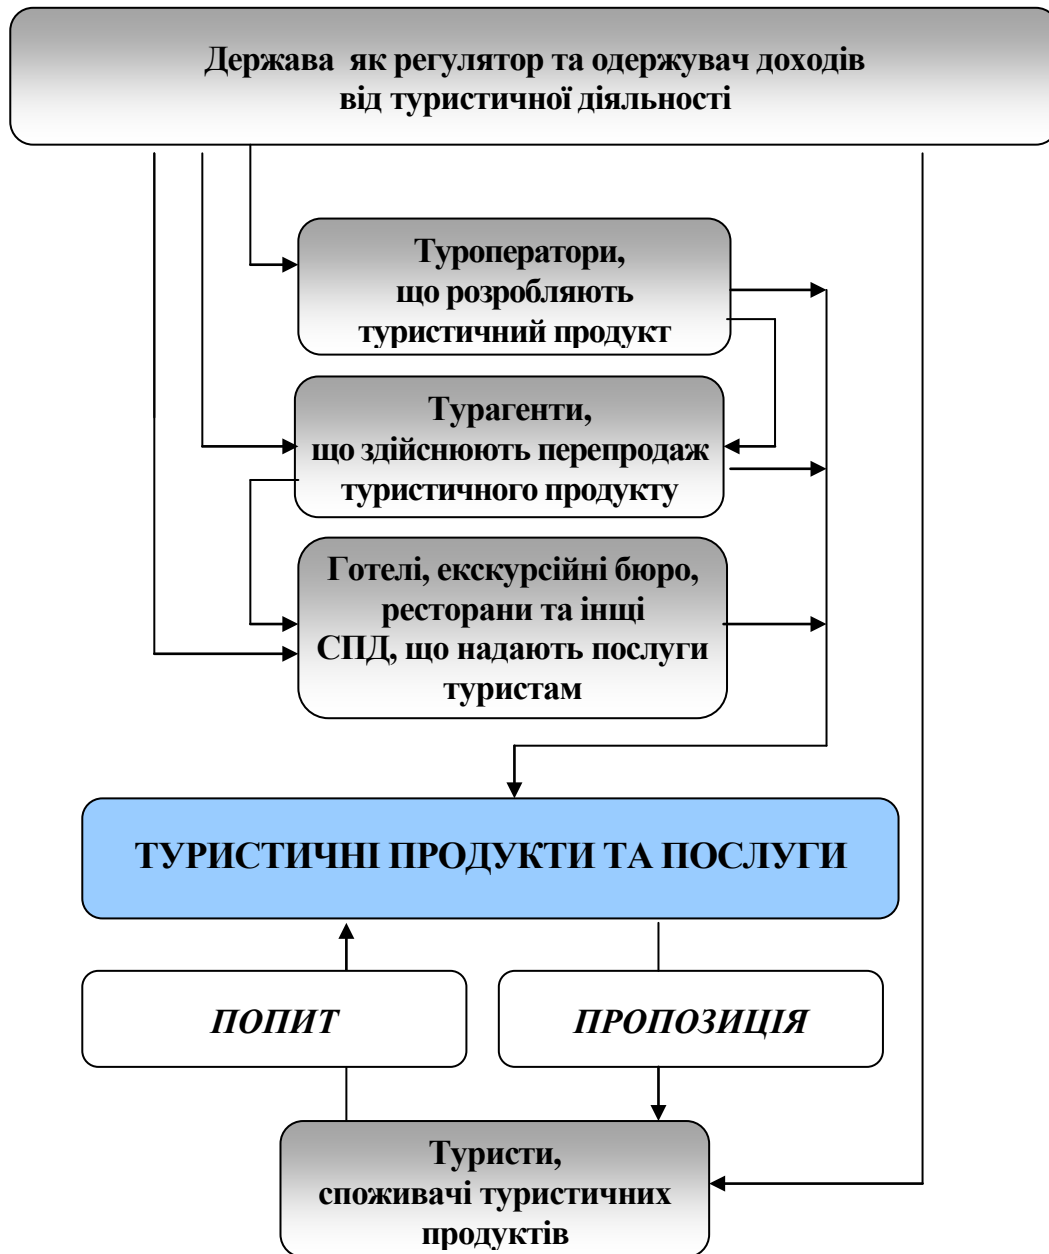 Держава як регулятор та одержувач доходів
від туристичної діяльності
Туроператори,
що розробляють
туристичний продукт
Турагенти,
що здійснюють перепродаж
туристичного продукту
Готелі, екскурсійні бюро,
ресторани та інщі
СПД, що надають послуги
туристам
ТУРИСТИЧНІ ПРОДУКТИ ТА ПОСЛУГИ
ПОПИТ
ПРОПОЗИЦІЯ
Туристи,
споживачі туристичних
продуктів